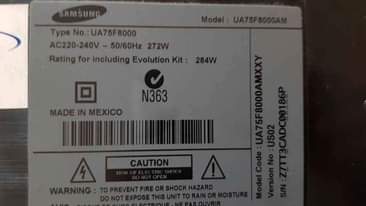 SAMSUNG
Model : UA75F8000AM
Type No.: UA75F8000
AC220-240V ~ 50/60Hz 272W
Rating for including Evolution Kit : 284W
N363
MADE IN MEXICO
CAUTION
RISK OF ELECTRIC SHOCK
DO NOT OPEN
WARNING : TO PREVENT FIRE OR SHOCK HAZARD
DO NOT EXPOSE THIS UNIT TO RAIN OR MOISTURE
Model Code : UA75F8000AMXXY
Version No : US02
S/N : Z7TT3CADC00186P